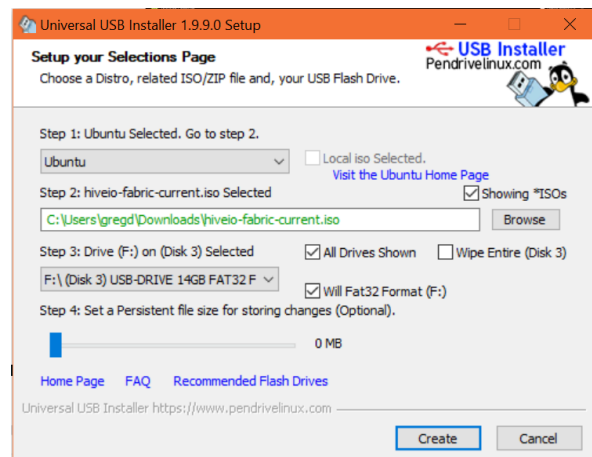 Universal USB Installer 1.9.9.0 Setup
Setup your Selections Page
Choose a Distro, related ISO/ZIP file and, your USB Flash Drive.
USB Installer
Pendrivelinux.com
Step 1: Ubuntu Selected. Go to step 2.
Ubuntu
Local iso Selected.
Visit the Ubuntu Home Page
Step 2: hiveio-fabric-current.iso Selected
Showing *ISOs
C:\Users\gregd\Downloads\hiveio-fabric-current.iso
Browse
Step 3: Drive (F:) on (Disk 3) Selected
All Drives Shown
Wipe Entire (Disk 3)
F:\ (Disk 3) USB-DRIVE 14GB FAT32 F
Will Fat32 Format (F:)
Step 4: Set a Persistent file size for storing changes (Optional).
0 MB
Home Page FAQ Recommended Flash Drives
Universal USB Installer https://www.pendrivelinux.com
Create
Cancel